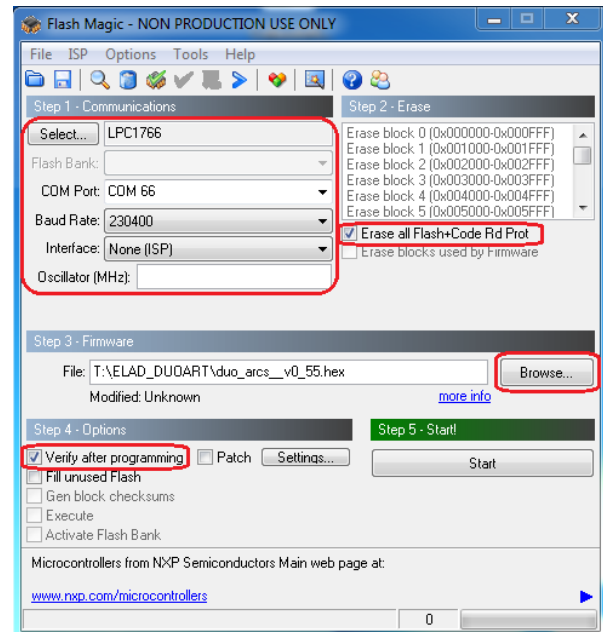 Flash Magic - NON PRODUCTION USE ONLY
File ISP Options Tools Help
Step 1 - Communications
Select... LPC1766
Flash Bank:
COM Port: COM 66
Baud Rate: 230400
Interface: None (ISP)
Oscillator (MHz):
Step 2 - Erase
Erase block 0 (0x000000-0x000FFF)
Erase block 1 (0x001000-0x001FFF)
Erase block 2 (0x002000-0x002FFF)
Erase block 3 (0x003000-0x003FFF)
Erase block 4 (0x004000-0x004FFF)
Erase block 5 (0x005000-0x005FFF)
Erase all Flash+Code Rd Prot
Erase blocks used by Firmware
Step 3 - Firmware
File: T:\ELAD_DUOART\duo_arcs__v0_55.hex Browse...
Modified: Unknown more info
Step 4 - Options
Verify after programming Patch Settings...
Fill unused Flash
Gen block checksums
Execute
Activate Flash Bank
Step 5 - Start!
Start
Microcontrollers from NXP Semiconductors Main web page at:
www.nxp.com/microcontrollers
0